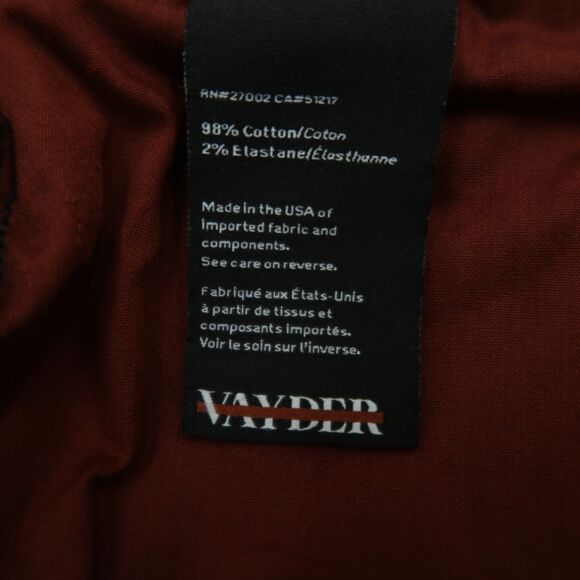 RN#27002 CA#51217
98% Cotton/Coton
2% Elastane/Élasthanne
Made in the USA of
imported fabric and
components.
See care on reverse.
Fabriqué aux États-Unis
à partir de tissus et
composants importés.
Voir le soin sur l'inverse.
VAYDER